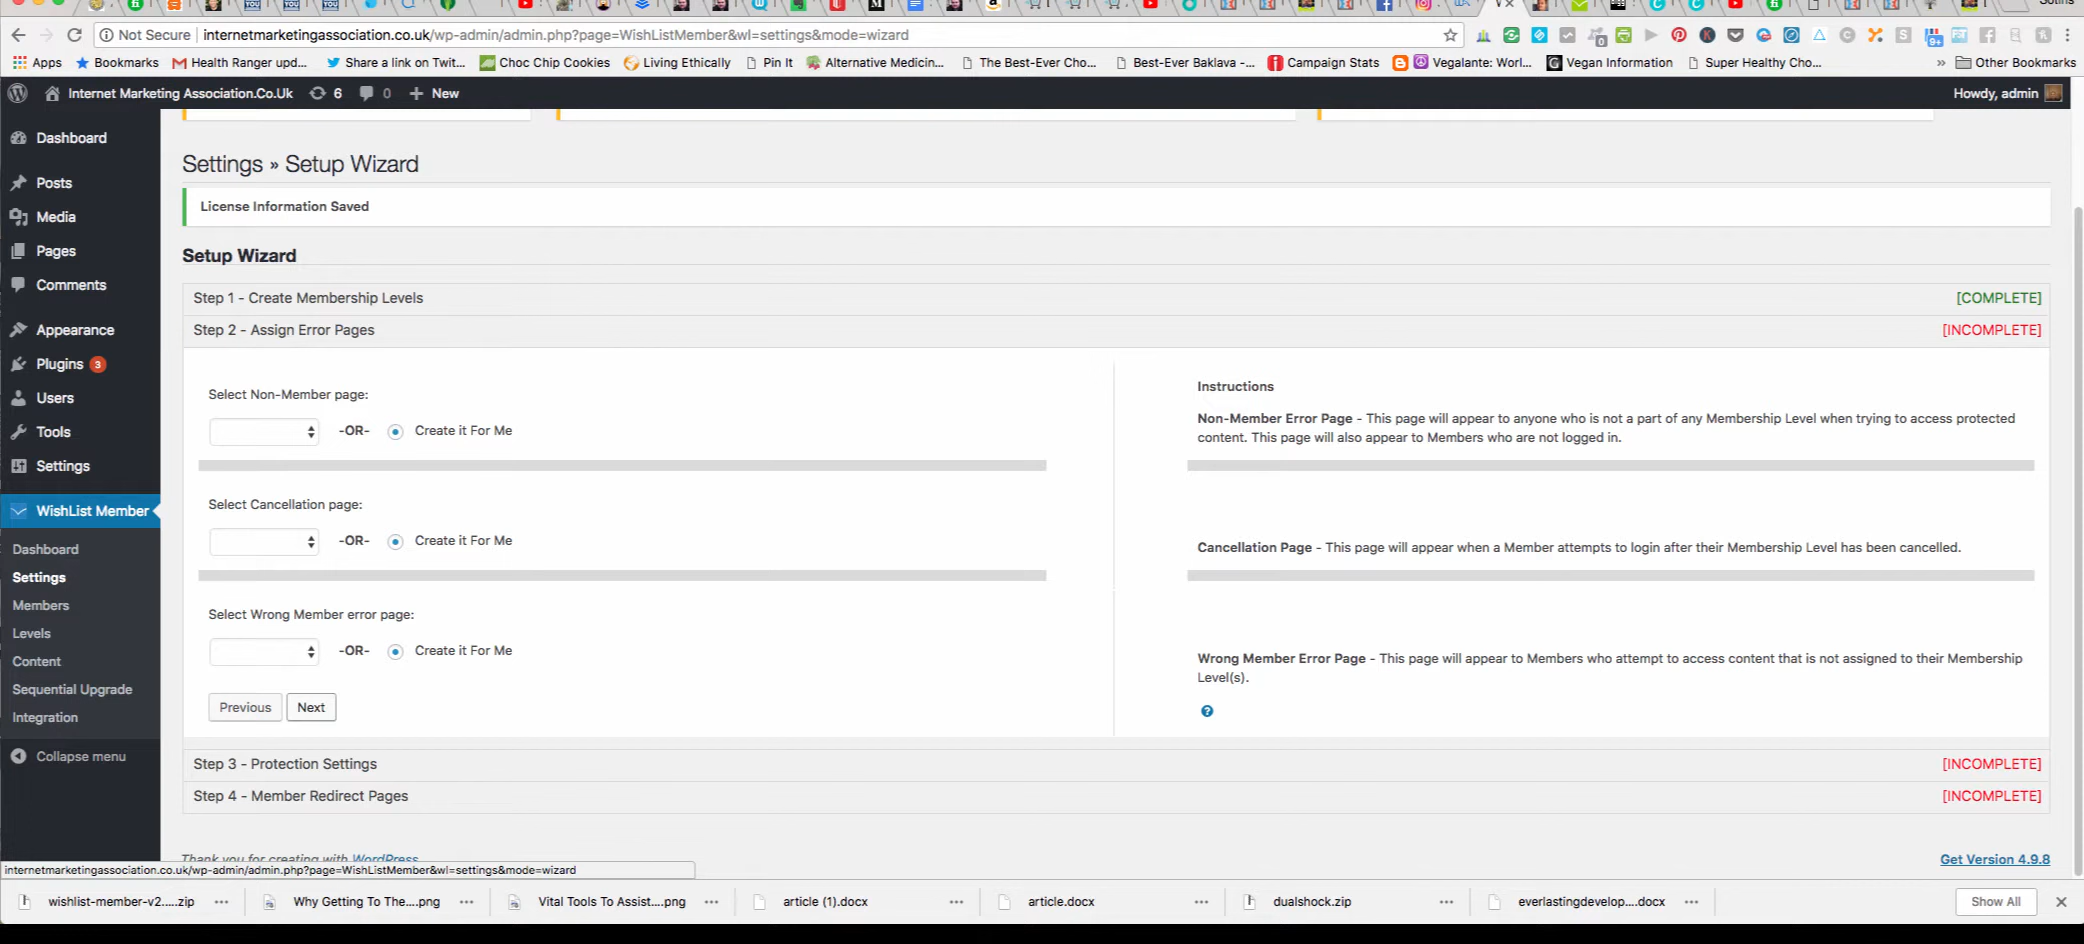 Not Secure internetmarketingassociation.co.uk/wp-admin/admin.php?page=WishListMember&wl=settings&mode=wizard
Apps Bookmarks Health Ranger upd... Share a link on Twit... Choc Chip Cookies Living Ethically Pin It Alternative Medicin... The Best-Ever Cho... Best-Ever Baklava -... Campaign Stats Vegalante: Worl... Vegan Information Super Healthy Cho... » Other Bookmarks
Internet Marketing Association.Co.Uk 6 0 New Howdy, admin
Dashboard
Posts
Media
Pages
Comments
Appearance
Plugins 3
Users
Tools
Settings
WishList Member
Dashboard
Settings
Members
Levels
Content
Sequential Upgrade
Integration
Collapse menu
Settings » Setup Wizard
License Information Saved
Setup Wizard
Step 1 - Create Membership Levels [COMPLETE]
Step 2 - Assign Error Pages [INCOMPLETE]
Select Non-Member page:
-OR- Create it For Me
Select Cancellation page:
-OR- Create it For Me
Select Wrong Member error page:
-OR- Create it For Me
Previous Next
Instructions
Non-Member Error Page - This page will appear to anyone who is not a part of any Membership Level when trying to access protected
content. This page will also appear to Members who are not logged in.
Cancellation Page - This page will appear when a Member attempts to login after their Membership Level has been cancelled.
Wrong Member Error Page - This page will appear to Members who attempt to access content that is not assigned to their Membership
Level(s).
Step 3 - Protection Settings [INCOMPLETE]
Step 4 - Member Redirect Pages [INCOMPLETE]
Thank you for creating with WordPress
Get Version 4.9.8
internetmarketingassociation.co.uk/wp-admin/admin.php?page=WishListMember&wl=settings&mode=wizard
wishlist-member-v2.....zip Why Getting To The....png Vital Tools To Assist....png article (1).docx article.docx dualshock.zip everlastingdevelop....docx Show All